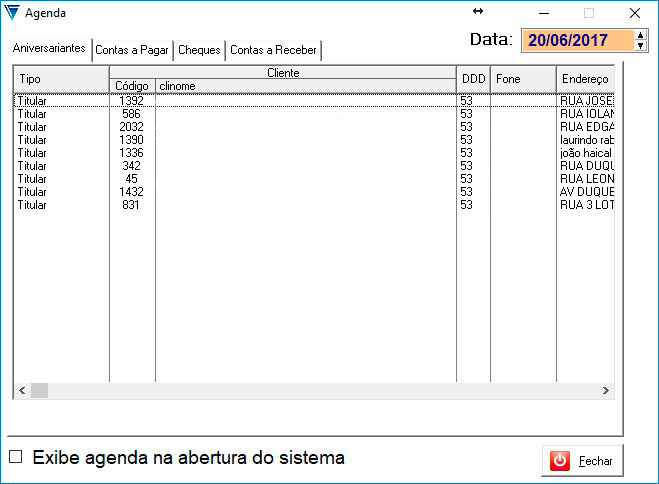 Agenda
Data: 20/06/2017
Aniversariantes Contas a Pagar Cheques Contas a Receber
Tipo Cliente DDD Fone Endereço
Código clinome
Titular 1392 53 RUA JOSE
Titular 586 53 RUA IOLAN
Titular 2032 53 RUA EDGA
Titular 1390 53 laurindo rab
Titular 1336 53 joão haical
Titular 342 53 RUA DUQU
Titular 45 53 RUA LEON
Titular 1432 53 AV DUQUE
Titular 831 53 RUA 3 LOT
Exibe agenda na abertura do sistema
Fechar